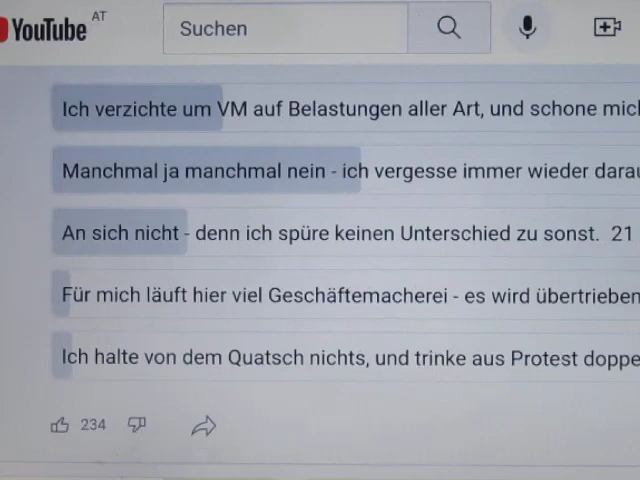 YouTube AT
Suchen
Ich verzichte um VM auf Belastungen aller Art, und schone mich
Manchmal ja manchmal nein - ich vergesse immer wieder darau
An sich nicht - denn ich spüre keinen Unterschied zu sonst. 21
Für mich läuft hier viel Geschäftemacherei - es wird übertrieben
Ich halte von dem Quatsch nichts, und trinke aus Protest doppe
234